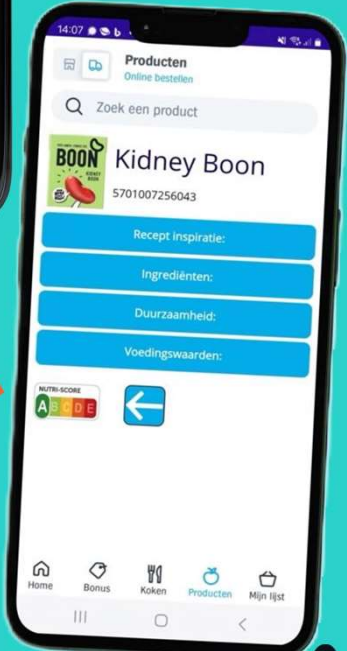 14:07
Producten
Online bestellen
Zoek een product
BOON
KIDNEY
BOON
Kidney Boon
5701007256043
Recept inspiratie:
Ingrediënten:
Duurzaamheid:
Voedingswaarden:
NUTRI-SCORE
A B C D E
Home
Bonus
Koken
Producten
Mijn lijst